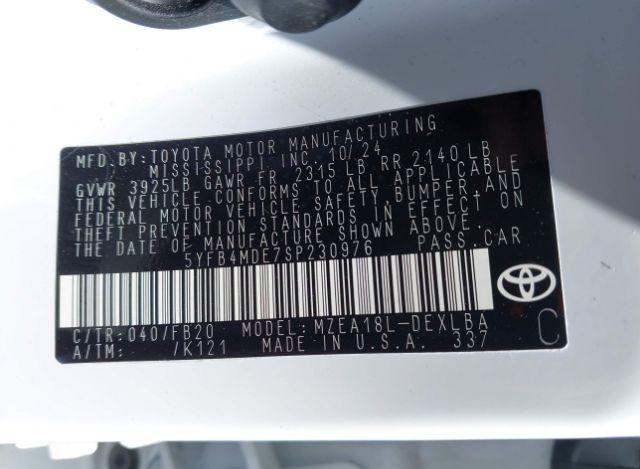 MFD.BY:TOYOTA MOTOR MANUFACTURING
MISSISSIPPI,INC. 10/24
GVWR 3925LB GAWR FR 2315 LB RR 2140 LB
THIS VEHICLE CONFORMS TO ALL APPLICABLE
FEDERAL MOTOR VEHICLE SAFETY,BUMPER,AND
THEFT PREVENTION STANDARDS IN EFFECT ON
THE DATE OF MANUFACTURE SHOWN ABOVE.
5YFB4MDE7SP230976 PASS.CAR
C/TR:040/FB20 MODEL:MZEA18L-DEXLBA
A/TM: /K121 MADE IN U.S.A. 337
C